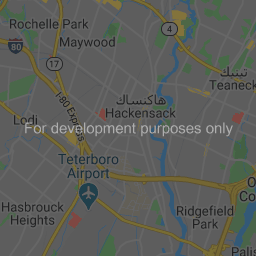 Rochelle Park
4
Maywood
80
17
تينيك
Teaneck
هاكنساك
Hackensack
I-80 Express
Lodi
For development purposes only
Teterboro
Airport
Hasbrouck
Heights
Ridgefield
Park